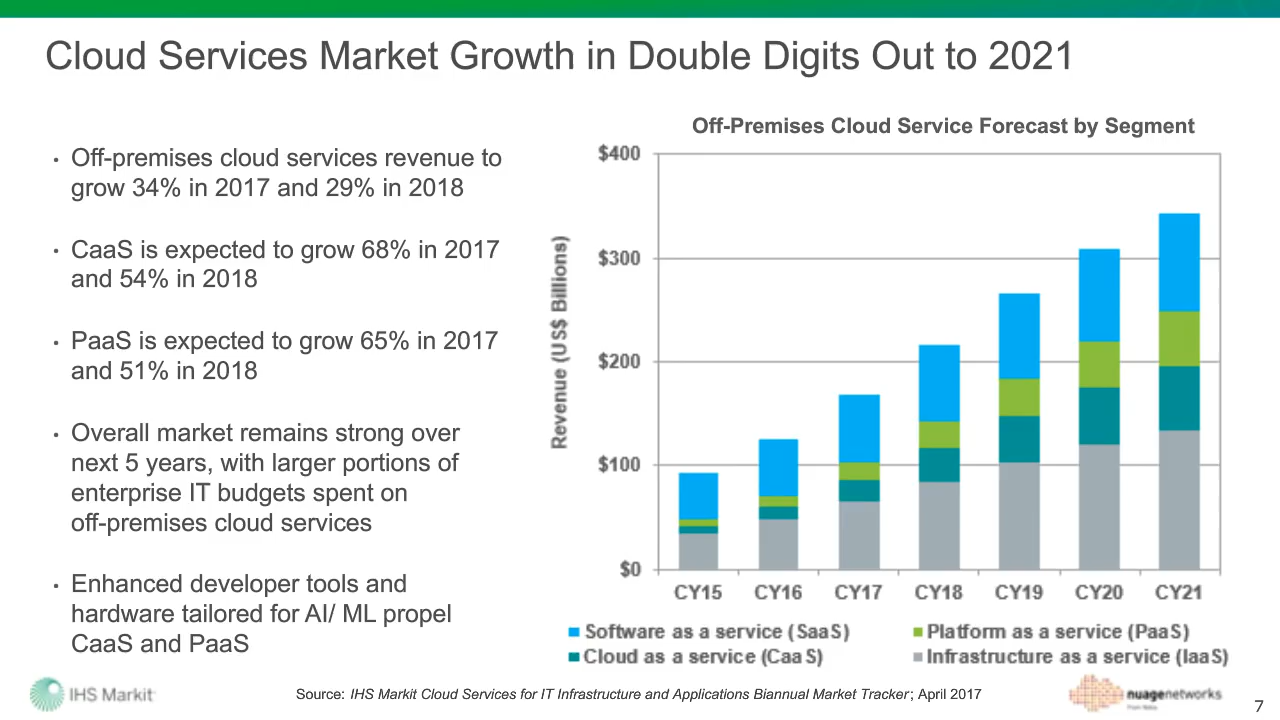 Cloud Services Market Growth in Double Digits Out to 2021
• Off-premises cloud services revenue to
grow 34% in 2017 and 29% in 2018
• CaaS is expected to grow 68% in 2017
and 54% in 2018
• PaaS is expected to grow 65% in 2017
and 51% in 2018
• Overall market remains strong over
next 5 years, with larger portions of
enterprise IT budgets spent on
off-premises cloud services
• Enhanced developer tools and
hardware tailored for AI/ ML propel
CaaS and PaaS
Off-Premises Cloud Service Forecast by Segment
Revenue (US$ Billions)
$400
$300
$200
$100
$0
CY15 CY16 CY17 CY18 CY19 CY20 CY21
Software as a service (SaaS) Platform as a service (PaaS)
Cloud as a service (CaaS) Infrastructure as a service (IaaS)
IHS Markit
Source: IHS Markit Cloud Services for IT Infrastructure and Applications Biannual Market Tracker; April 2017
nuagenetworks
From Nokia
7